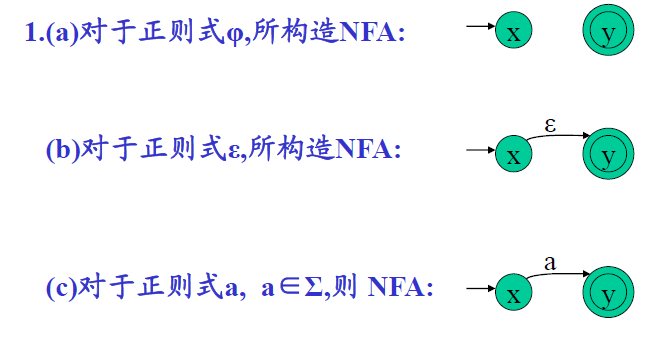 1.(a)对于正则式φ,所构造NFA: x y
ε
(b)对于正则式ε,所构造NFA: x y
a
(c)对于正则式a, a∈Σ,则 NFA: x y